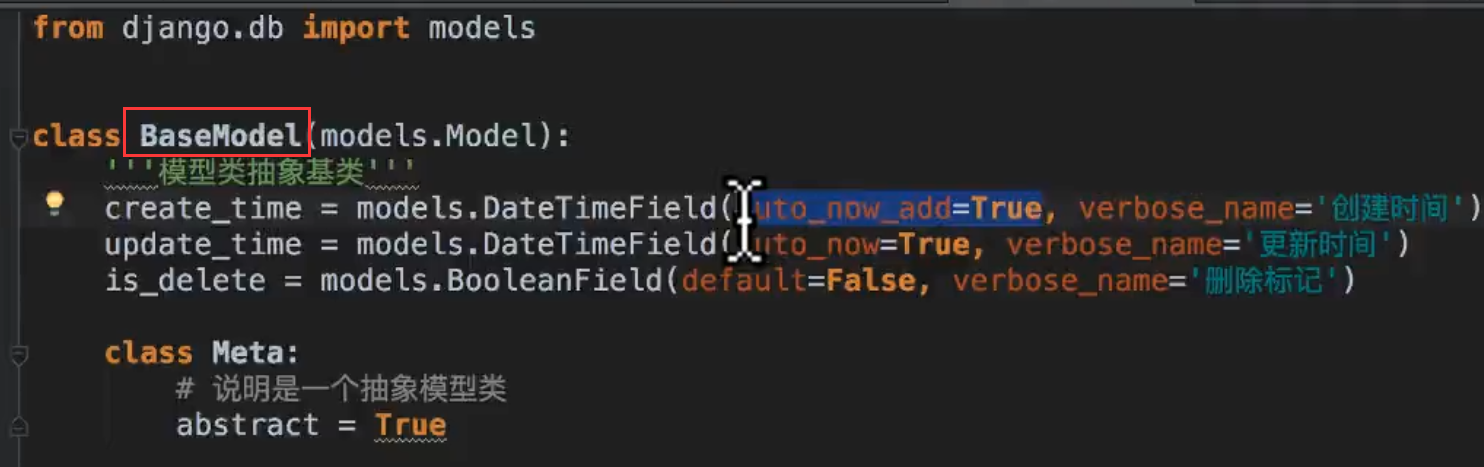 from django.db import models
class BaseModel(models.Model):
'''模型类抽象基类'''
create_time = models.DateTimeField(uto_now_add=True, verbose_name='创建时间')
update_time = models.DateTimeField(uto_now=True, verbose_name='更新时间')
is_delete = models.BooleanField(default=False, verbose_name='删除标记')
class Meta:
# 说明是一个抽象模型类
abstract = True